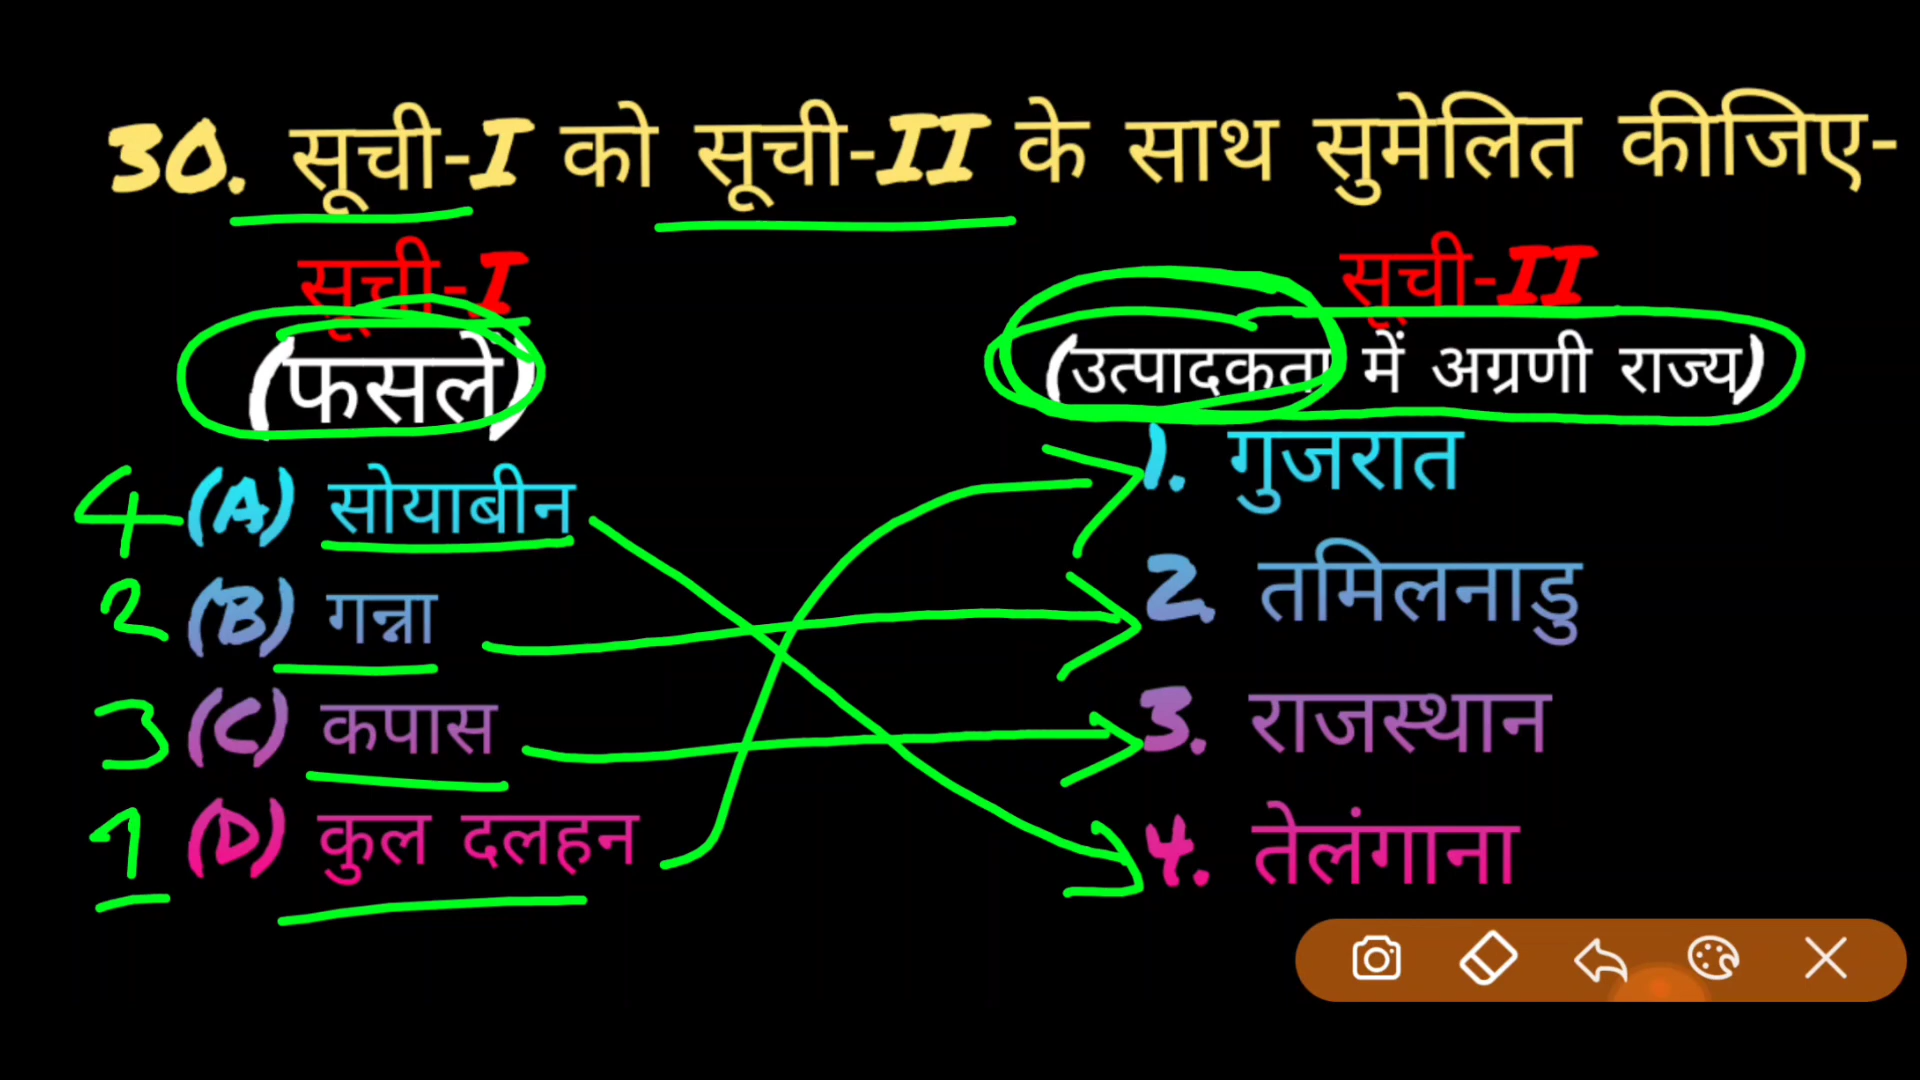 30. सूची-I को सूची-II के साथ सुमेलित कीजिए-
सूची-I सूची-II
(फसले) (उत्पादकता में अग्रणी राज्य)
4 (A) सोयाबीन 1. गुजरात
2 (B) गन्ना 2. तमिलनाडु
3 (C) कपास 3. राजस्थान
1 (D) कुल दलहन 4. तेलंगाना